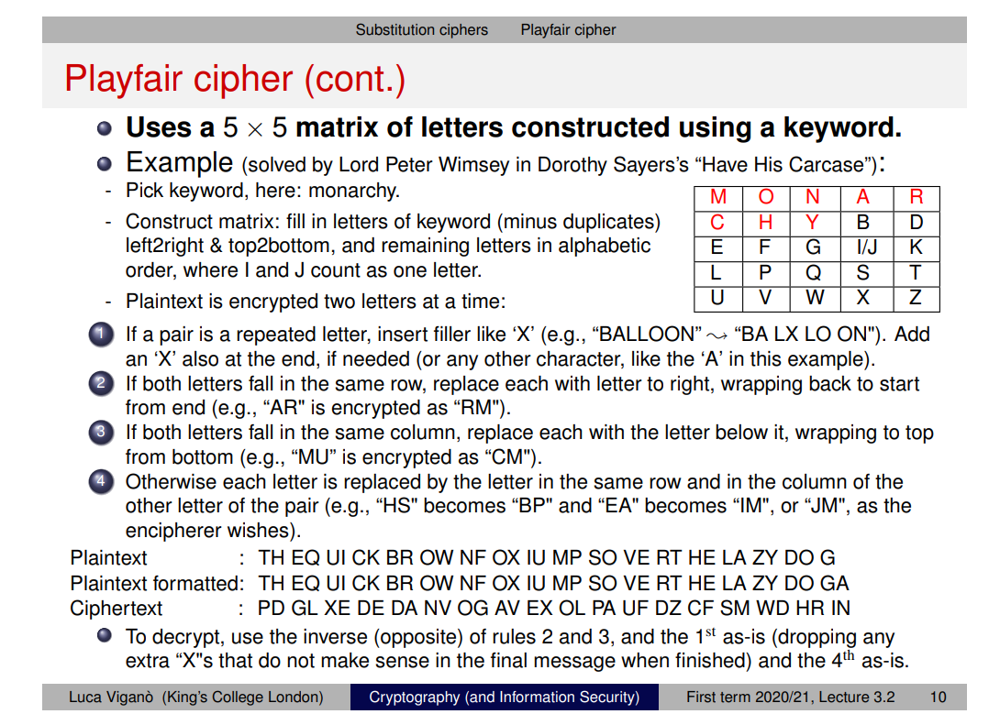 Substitution ciphers Playfair cipher
Playfair cipher (cont.)
Uses a 5 × 5 matrix of letters constructed using a keyword.
Example (solved by Lord Peter Wimsey in Dorothy Sayers's “Have His Carcase”):
- Pick keyword, here: monarchy.
- Construct matrix: fill in letters of keyword (minus duplicates)
left2right & top2bottom, and remaining letters in alphabetic
order, where I and J count as one letter.
- Plaintext is encrypted two letters at a time:
M O N A R
C H Y B D
E F G I/J K
L P Q S T
U V W X Z
1 If a pair is a repeated letter, insert filler like ‘X’ (e.g., “BALLOON” ⤳ “BA LX LO ON"). Add
an ‘X’ also at the end, if needed (or any other character, like the ‘A’ in this example).
2 If both letters fall in the same row, replace each with letter to right, wrapping back to start
from end (e.g., “AR" is encrypted as “RM").
3 If both letters fall in the same column, replace each with the letter below it, wrapping to top
from bottom (e.g., “MU” is encrypted as “CM").
4 Otherwise each letter is replaced by the letter in the same row and in the column of the
other letter of the pair (e.g., “HS" becomes “BP" and “EA" becomes “IM", or “JM", as the
encipherer wishes).
Plaintext : TH EQ UI CK BR OW NF OX IU MP SO VE RT HE LA ZY DO G
Plaintext formatted: TH EQ UI CK BR OW NF OX IU MP SO VE RT HE LA ZY DO GA
Ciphertext : PD GL XE DE DA NV OG AV EX OL PA UF DZ CF SM WD HR IN
To decrypt, use the inverse (opposite) of rules 2 and 3, and the 1st as-is (dropping any
extra “X"s that do not make sense in the final message when finished) and the 4th as-is.
Luca Viganò (King's College London) Cryptography (and Information Security) First term 2020/21, Lecture 3.2 10